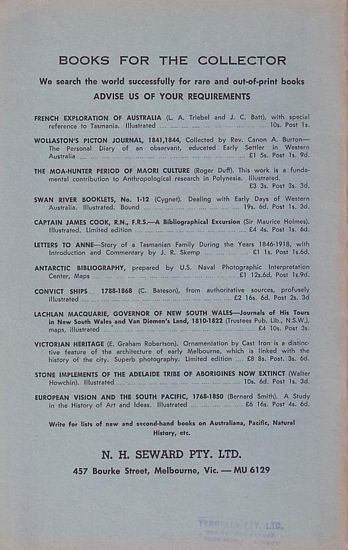 BOOKS FOR THE COLLECTOR
We search the world successfully for rare and out-of-print books
ADVISE US OF YOUR REQUIREMENTS
FRENCH EXPLORATION OF AUSTRALIA (L. A. Triebel and J. C. Batt), with special
reference to Tasmania. Illustrated ... 10s. Post 1s.
WOLLASTON'S PICTON JOURNAL, 1841, 1844, Collected by Rev. Canon A. Burton—
The Personal Diary of an observant, educated Early Settler in Western
Australia ... £1 5s. Post 1s. 9d.
THE MOA-HUNTER PERIOD OF MAORI CULTURE (Roger Duff). This work is a funda-
mental contribution to Anthropological research in Polynesia. Illustrated.
£3 3s. Post 3s. 3d.
SWAN RIVER BOOKLETS, No. 1-12 (Cygnet). Dealing with Early Days of Western
Australia. Illustrated. Bound ... 19s. 6d. Post 1s. 3d.
CAPTAIN JAMES COOK, R.N., F.R.S.—A Bibliographical Excursion (Sir Maurice Holmes).
Illustrated. Limited edition ... £4 4s. Post 1s. 6d.
LETTERS TO ANNE—Story of a Tasmanian Family During the Years 1846-1918, with
Introduction and Commentary by J. R. Skemp ... £1 1s. Post 1s.6d.
ANTARCTIC BIBLIOGRAPHY, prepared by U.S. Naval Photographic Interpretation
Center, Maps ... £1 12s.6d. Post 1s.9d.
CONVICT SHIPS 1788-1868 (C. Bateson), from authoritative sources, profusely
Illustrated ... £2 16s. 6d. Post 2s. 3d
LACHLAN MACQUARIE, GOVERNOR OF NEW SOUTH WALES—Journals of His Tours
in New South Wales and Van Diemen's Land, 1810-1822 (Trustees Pub. Lib., N.S.W.),
maps, illustrated ... £4 10s. Post 3s.
VICTORIAN HERITAGE (E. Graham Robertson). Ornamentation by Cast Iron is a distinc-
tive feature of the architecture of early Melbourne, which is linked with the
history of the city. Superb photography. Limited edition ... £8 8s. Post. 3s. 6d.
STONE IMPLEMENTS OF THE ADELAIDE TRIBE OF ABORIGINES NOW EXTINCT (Walter
Howchin). Illustrated ... 10s. 6d. Post 1s. 3d.
EUROPEAN VISION AND THE SOUTH PACIFIC, 1768-1850 (Bernard Smith). A Study
in the History of Art and Ideas. Illustrated ... £6 16s. Post 4s. 6d.
Write for lists of new and second-hand books on Australiana, Pacific, Natural
History, etc.
N. H. SEWARD PTY. LTD.
457 Bourke Street, Melbourne, Vic. — MU 6129
TYRRELLS PTY. LTD.